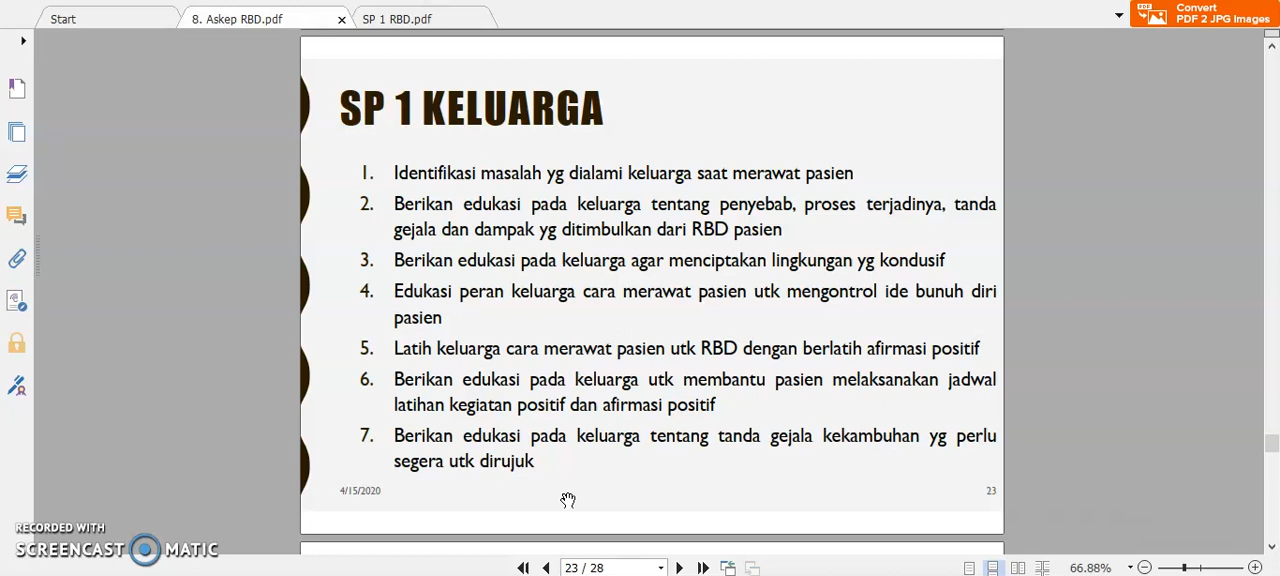 Start
8. Askep RBD.pdf
SP 1 RBD.pdf
Convert
PDF 2 JPG Images
SP 1 KELUARGA
1. Identifikasi masalah yg dialami keluarga saat merawat pasien
2. Berikan edukasi pada keluarga tentang penyebab, proses terjadinya, tanda
gejala dan dampak yg ditimbulkan dari RBD pasien
3. Berikan edukasi pada keluarga agar menciptakan lingkungan yg kondusif
4. Edukasi peran keluarga cara merawat pasien utk mengontrol ide bunuh diri
pasien
5. Latih keluarga cara merawat pasien utk RBD dengan berlatih afirmasi positif
6. Berikan edukasi pada keluarga utk membantu pasien melaksanakan jadwal
latihan kegiatan positif dan afirmasi positif
7. Berikan edukasi pada keluarga tentang tanda gejala kekambuhan yg perlu
segera utk dirujuk
4/15/2020
23
RECORDED WITH
SCREENCAST MATIC
23 / 28
66.88%